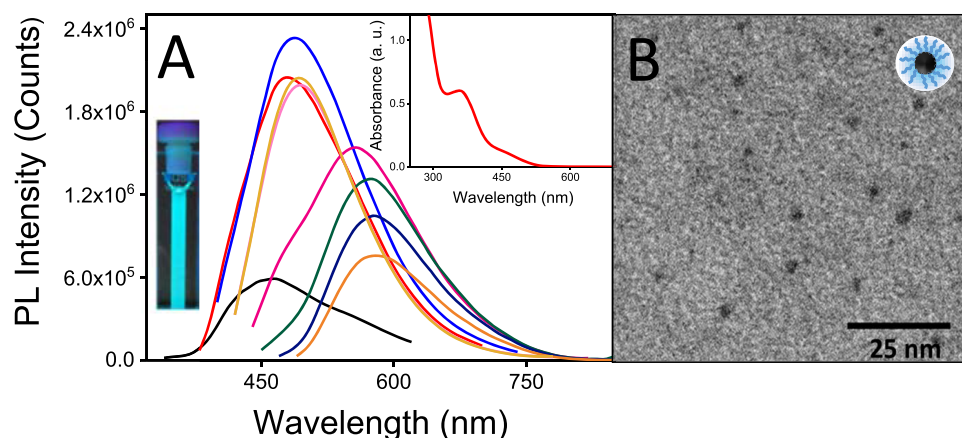 A
B
PL Intensity (Counts)
2.4x10⁶
1.8x10⁶
1.2x10⁶
6.0x10⁵
0.0
450
600
750
Wavelength (nm)
Absorbance (a. u.)
1.0
0.5
0.0
300
450
600
Wavelength (nm)
25 nm